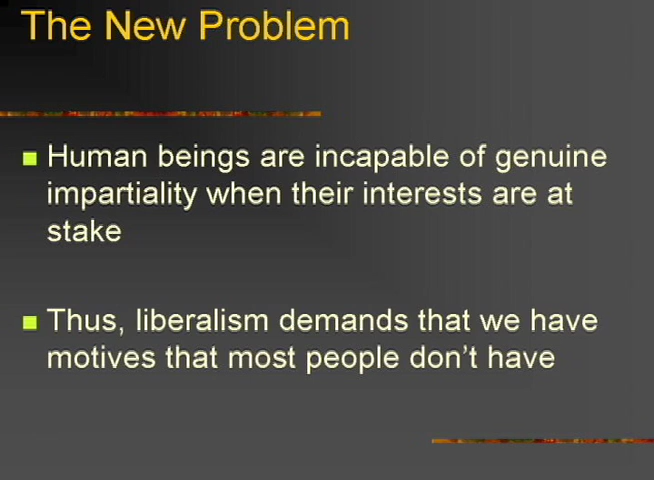 The New Problem
Human beings are incapable of genuine
impartiality when their interests are at
stake
Thus, liberalism demands that we have
motives that most people don't have